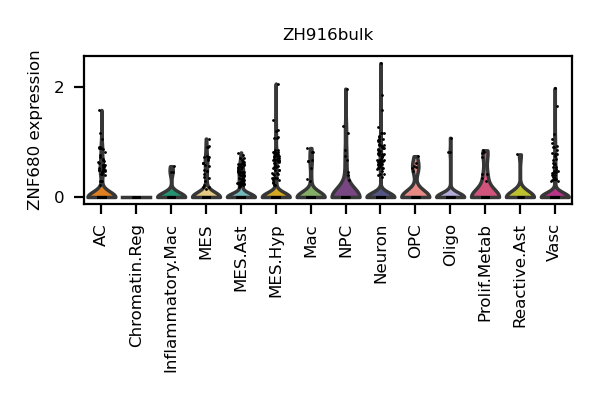 ZH916bulk
ZNF680 expression
2
0
AC
Chromatin.Reg
Inflammatory.Mac
MES
MES.Ast
MES.Hyp
Mac
NPC
Neuron
OPC
Oligo
Prolif.Metab
Reactive.Ast
Vasc